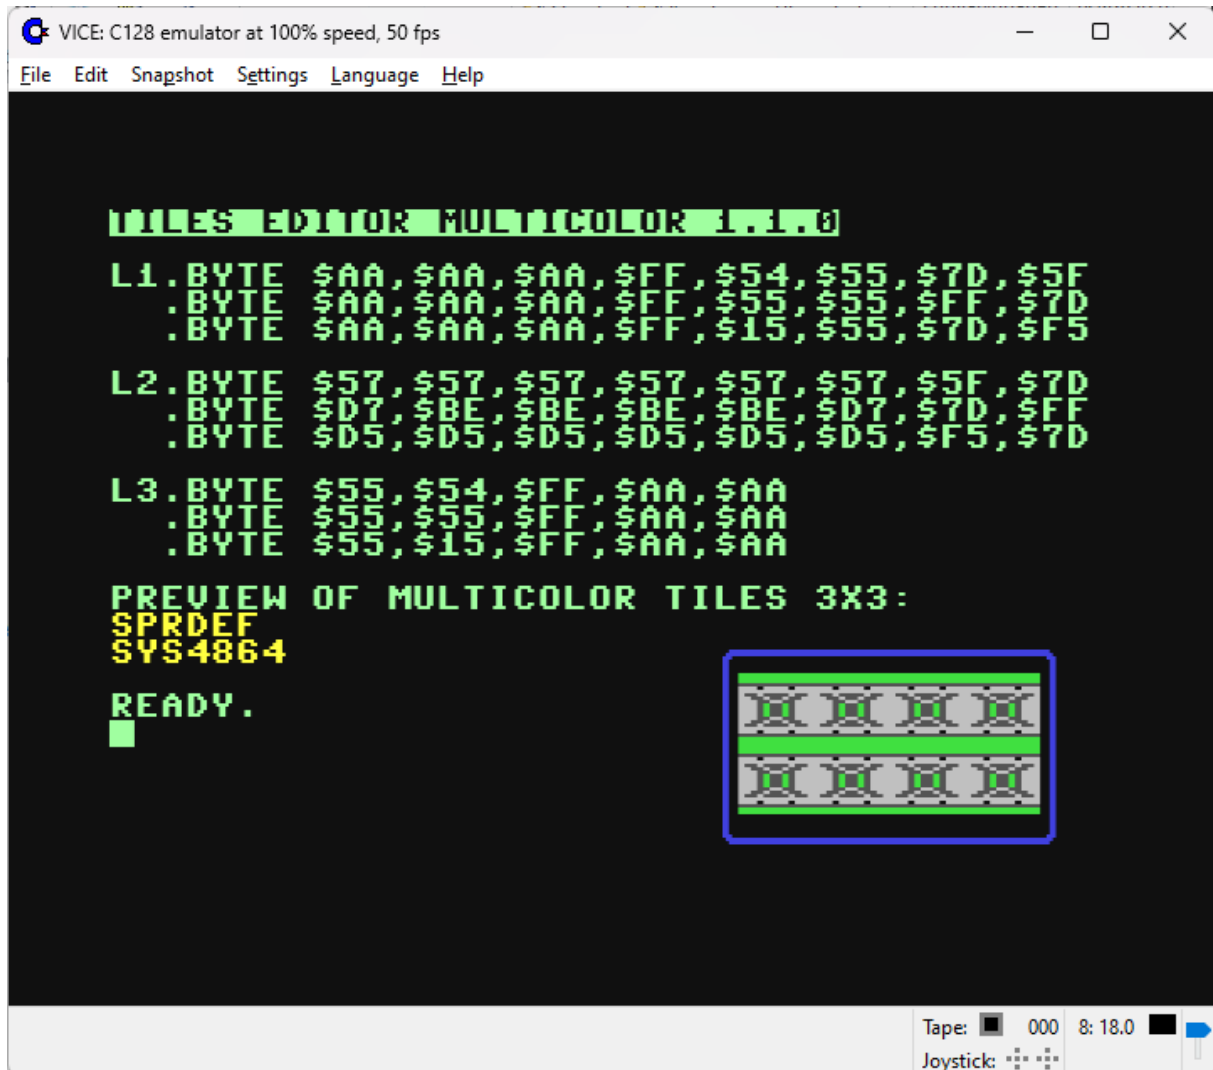 VICE: C128 emulator at 100% speed, 50 fps
File Edit Snapshot Settings Language Help
TILES EDITOR MULTICOLOR 1.1.0
L1.BYTE $AA,$AA,$AA,$FF,$54,$55,$7D,$5F
.BYTE $AA,$AA,$AA,$FF,$55,$55,$FF,$7D
.BYTE $AA,$AA,$AA,$FF,$15,$55,$7D,$F5
L2.BYTE $57,$57,$57,$57,$57,$57,$5F,$7D
.BYTE $D7,$BE,$BE,$BE,$BE,$D7,$7D,$FF
.BYTE $D5,$D5,$D5,$D5,$D5,$D5,$F5,$7D
L3.BYTE $55,$54,$FF,$AA,$AA
.BYTE $55,$55,$FF,$AA,$AA
.BYTE $55,$15,$FF,$AA,$AA
PREVIEW OF MULTICOLOR TILES 3X3:
SPRDEF
SYS4864
READY.
Tape: 000 8: 18.0
Joystick: